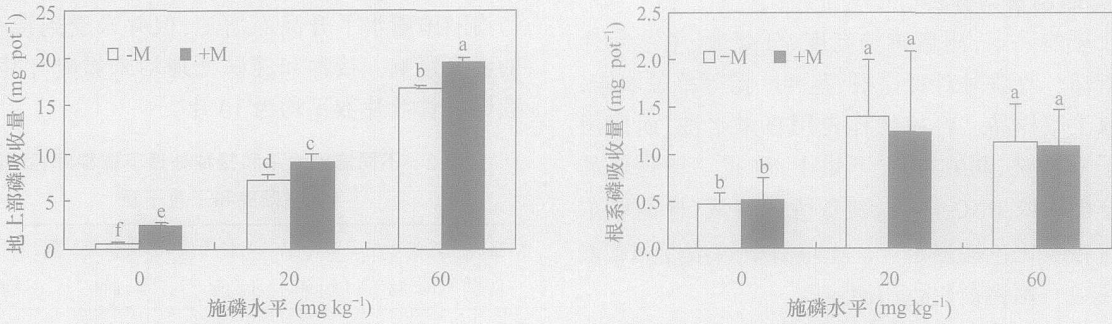 地上部磷吸收量 (mg pot⁻¹)
25
20
15
10
5
0
-M
+M
f
e
d
c
b
a
0
20
60
施磷水平 (mg kg⁻¹)
根系磷吸收量 (mg pot⁻¹)
2.5
2.0
1.5
1.0
0.5
0.0
-M
+M
b
b
a
a
a
a
0
20
40
60
施磷水平 (mg kg⁻¹)